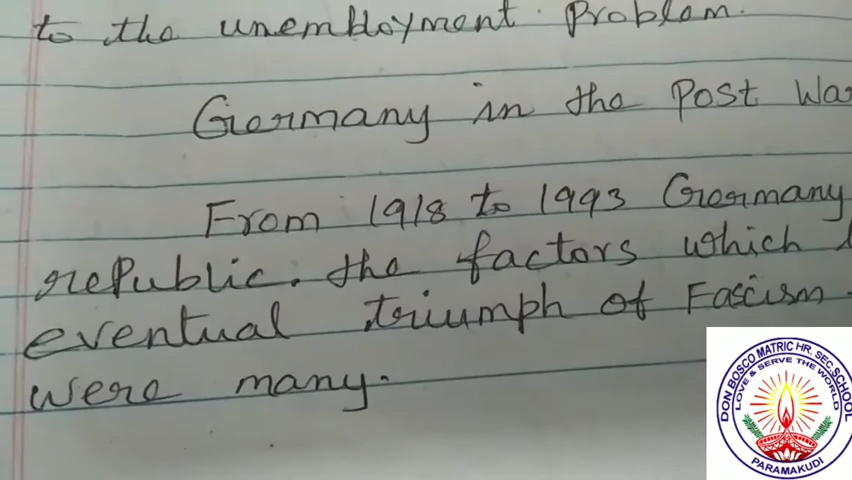 to the unemployment Problem.
Germany in the Post War
From 1918 to 1993 Germany
republic. the factors which
eventual triumph of Fascism
were many.
DON BOSCO MATRIC HR. SEC. SCHOOL
LOVE & SERVE THE WORLD
PARAMAKUDI